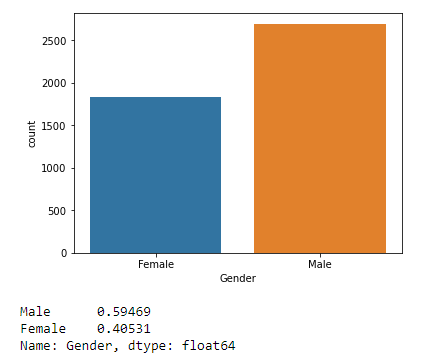 2500
2000
1500
1000
500
0
count
Female Male
Gender
Male 0.59469
Female 0.40531
Name: Gender, dtype: float64